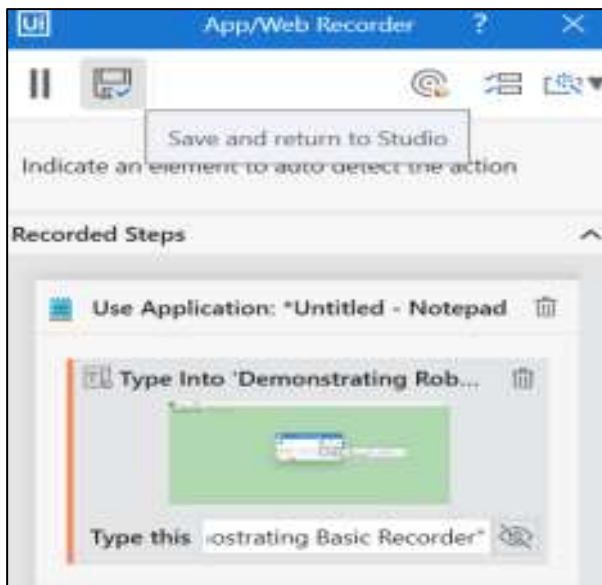 Ui App/Web Recorder ?
Save and return to Studio
Indicate an element to auto detect the action
Recorded Steps
Use Application: *Untitled - Notepad
Type Into 'Demonstrating Rob...
Type this ostrating Basic Recorder"